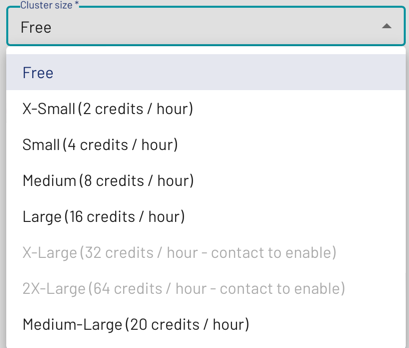 Cluster size *
Free
Free
X-Small (2 credits / hour)
Small (4 credits / hour)
Medium (8 credits / hour)
Large (16 credits / hour)
X-Large (32 credits / hour - contact to enable)
2X-Large (64 credits / hour - contact to enable)
Medium-Large (20 credits / hour)